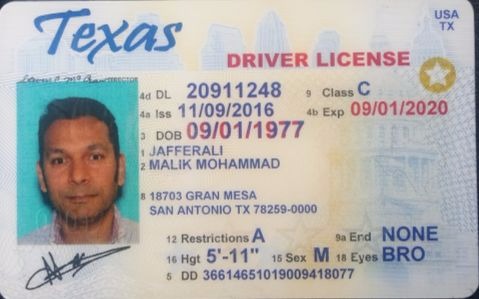 Texas
USA
TX
DRIVER LICENSE
DIRECTOR
4d DL 20911248 9 Class C
4a Iss 11/09/2016 4b Exp 09/01/2020
3 DOB 09/01/1977
1 JAFFERALI
2 MALIK MOHAMMAD
8 18703 GRAN MESA
SAN ANTONIO TX 78259-0000
12 Restrictions A 9a End NONE
16 Hgt 5'-11" 15 Sex M 18 Eyes BRO
5 DD 36614651019009418077